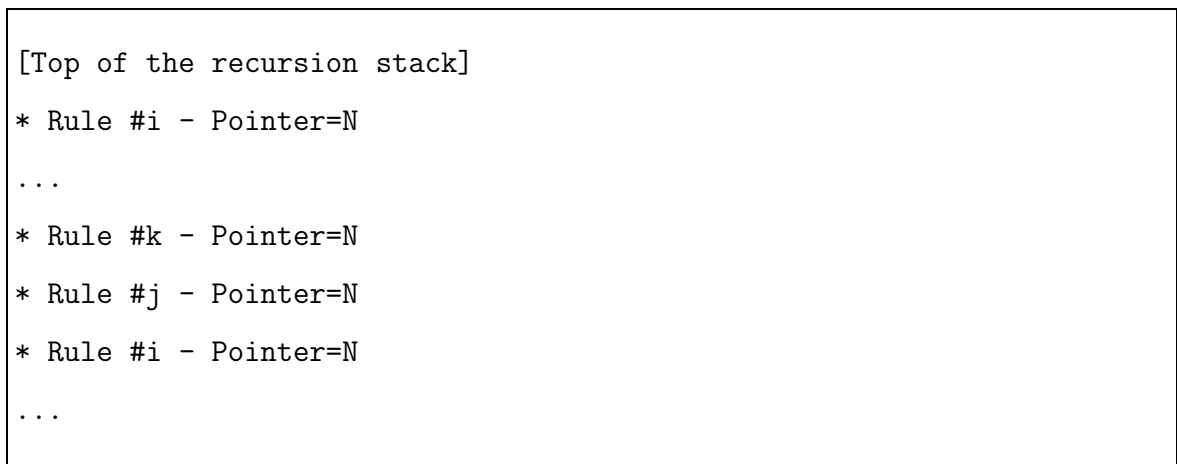 [Top of the recursion stack]
* Rule #i - Pointer=N
...
* Rule #k - Pointer=N
* Rule #j - Pointer=N
* Rule #i - Pointer=N
...